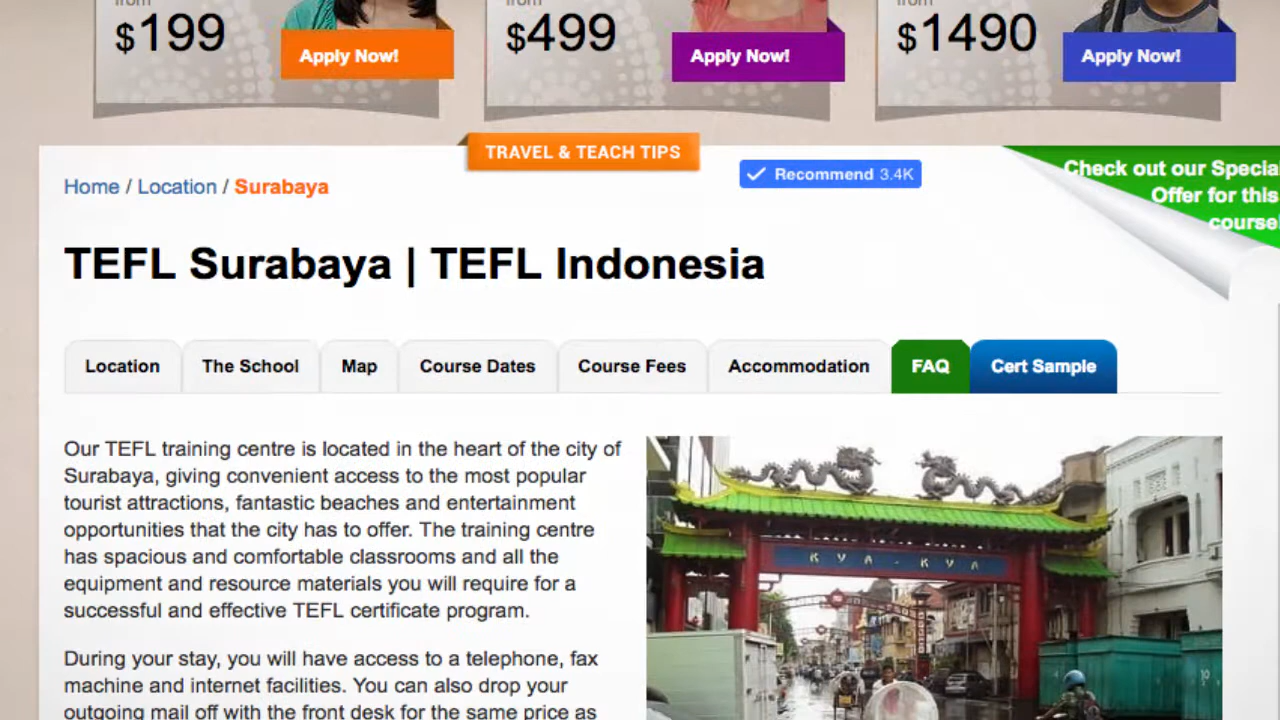 from from from
$199 $499 $1490
Apply Now! Apply Now! Apply Now!
TRAVEL & TEACH TIPS
Recommend 3.4K
Check out our Specia
Offer for this
course
Home / Location / Surabaya
TEFL Surabaya | TEFL Indonesia
Location The School Map Course Dates Course Fees Accommodation FAQ Cert Sample
Our TEFL training centre is located in the heart of the city of
Surabaya, giving convenient access to the most popular
tourist attractions, fantastic beaches and entertainment
opportunities that the city has to offer. The training centre
has spacious and comfortable classrooms and all the
equipment and resource materials you will require for a
successful and effective TEFL certificate program.
During your stay, you will have access to a telephone, fax
machine and internet facilities. You can also drop your
outgoing mail off with the front desk for the same price as
KYA - KYA